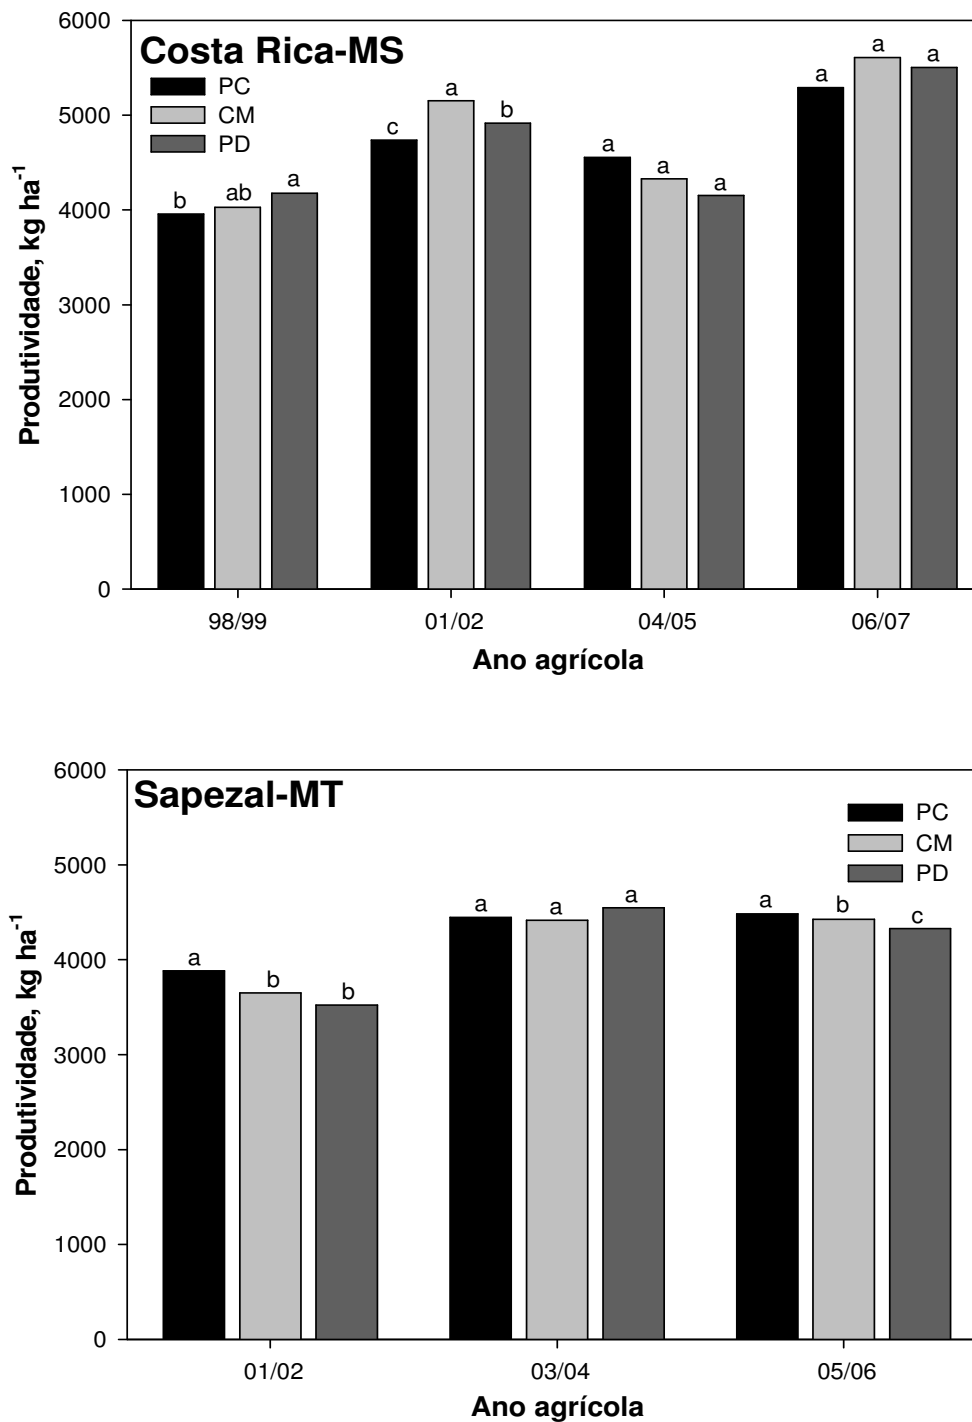 Costa Rica-MS
PC
CM
PD
Produtividade, kg ha-1
6000
5000
4000
3000
2000
1000
0
b ab a
c a b
a a a
a a a
98/99 01/02 04/05 06/07
Ano agrícola
Sapezal-MT
PC
CM
PD
Produtividade, kg ha-1
6000
5000
4000
3000
2000
1000
0
a b b
a a a
a b c
01/02 03/04 05/06
Ano agrícola